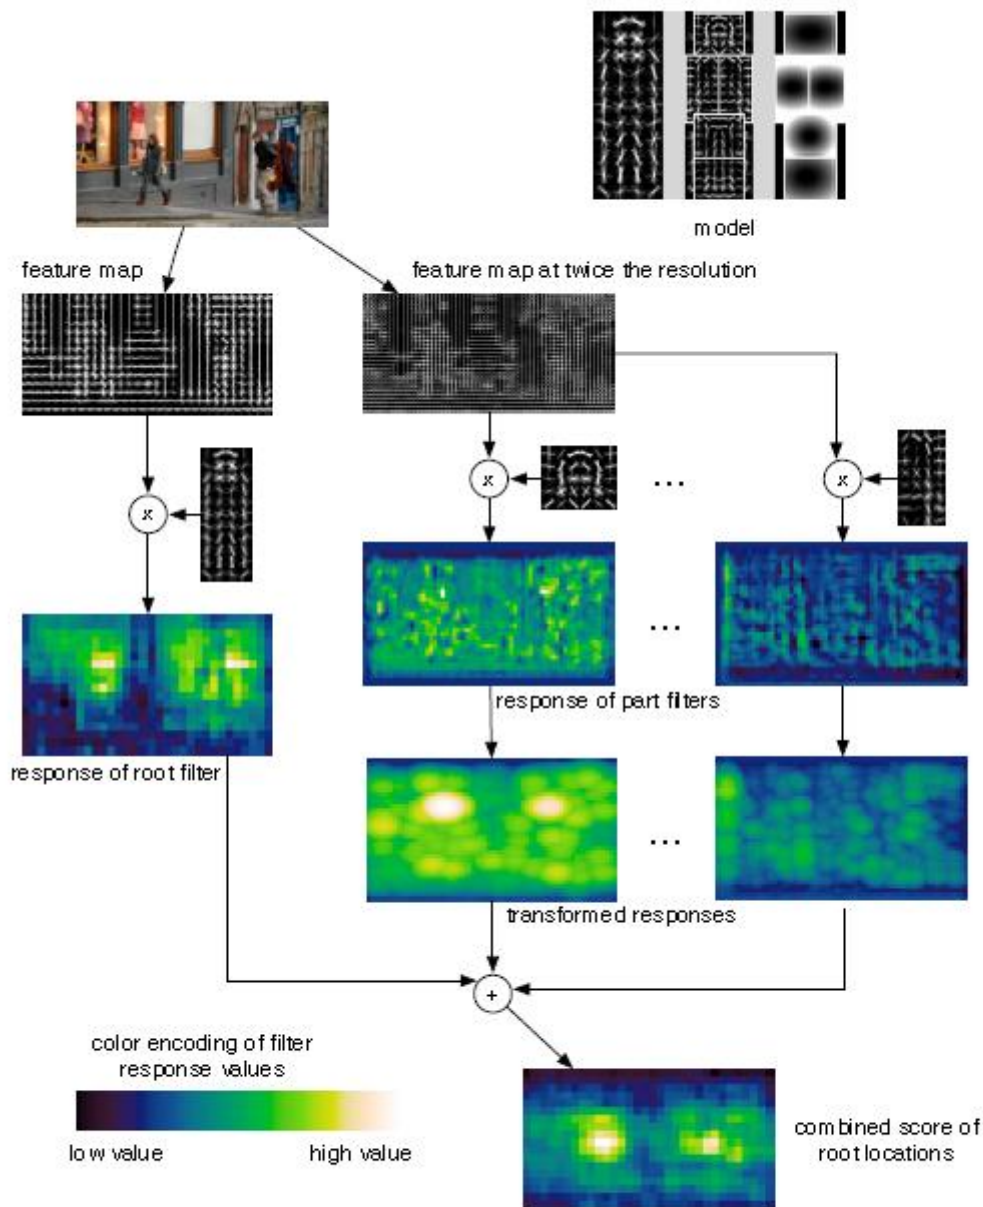 model
feature map
feature map at twice the resolution
x
x
...
x
...
response of part filters
response of root filter
...
transformed responses
+
color encoding of filter
response values
low value
high value
combined score of
root locations